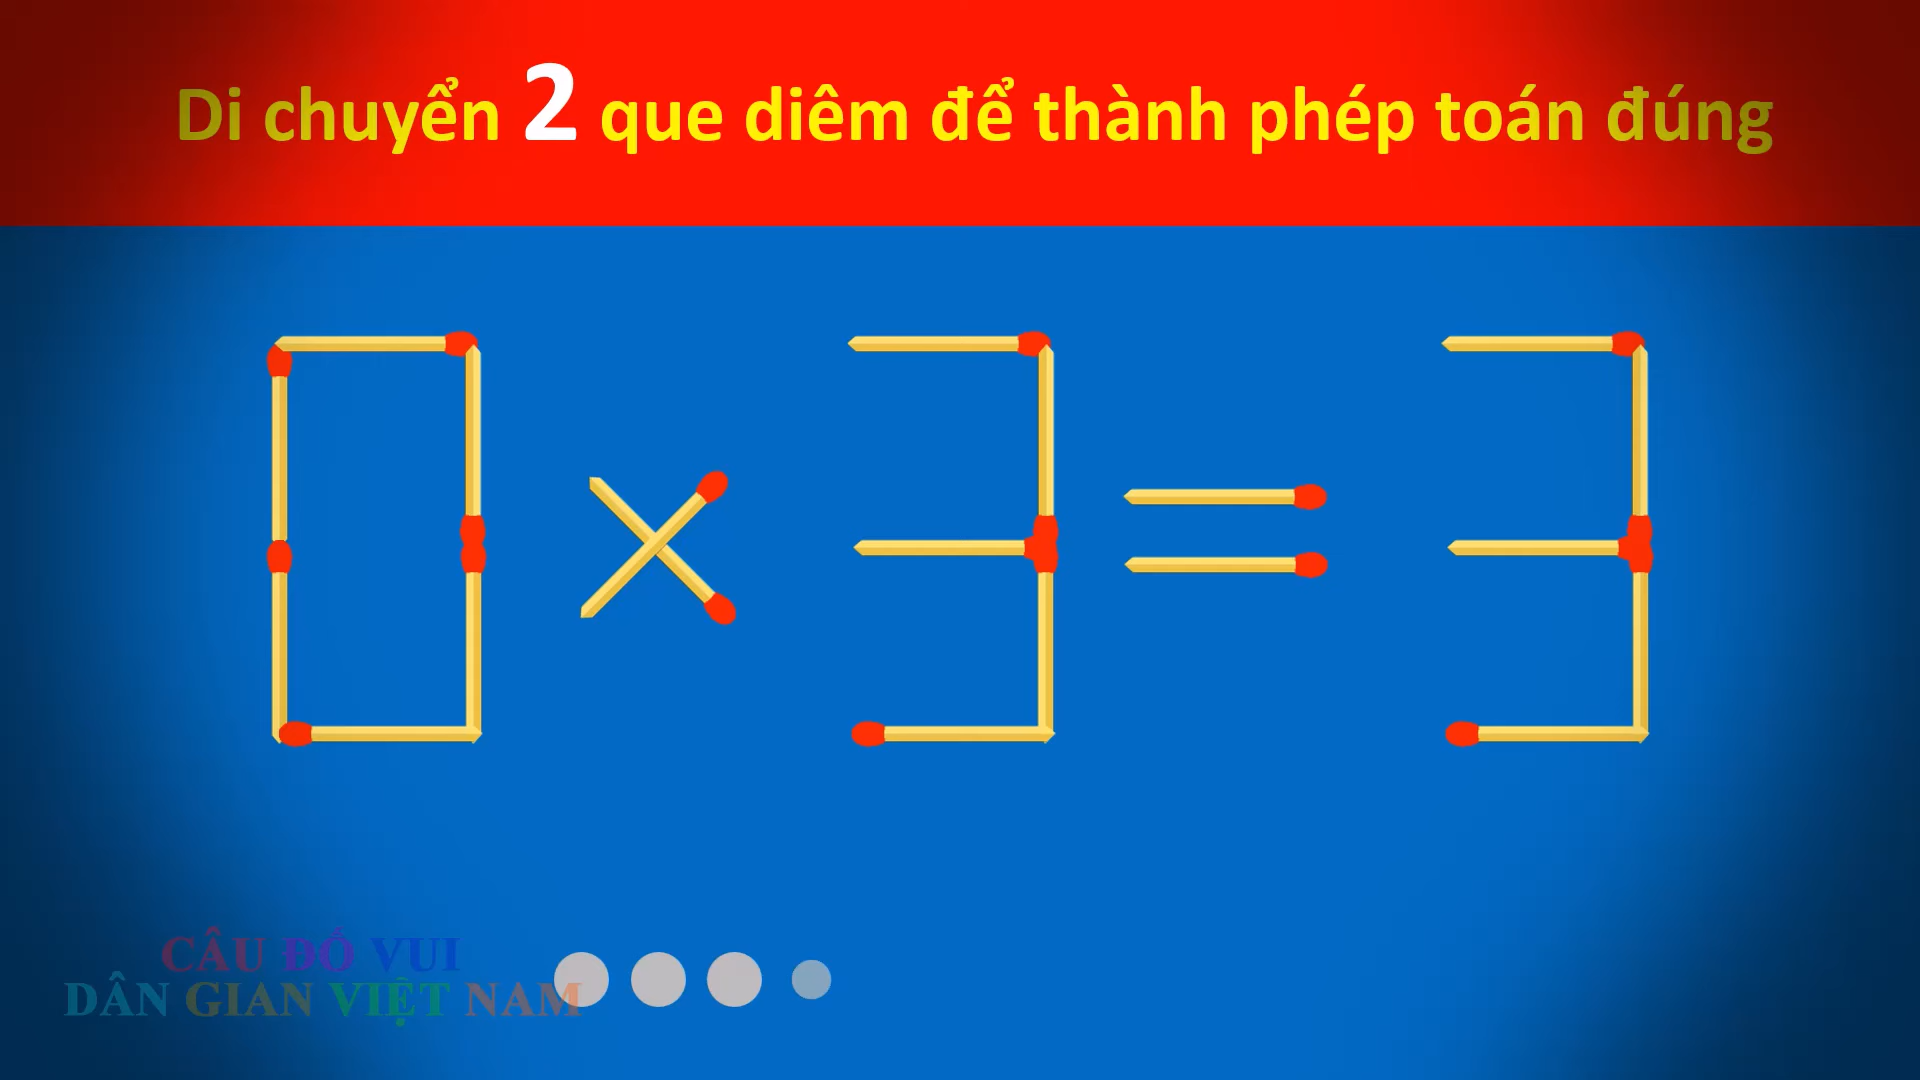 Di chuyển 2 que diêm để thành phép toán đúng
0 × 3 = 3
CÂU ĐỐ VUI
DÂN GIAN VIỆT NAM